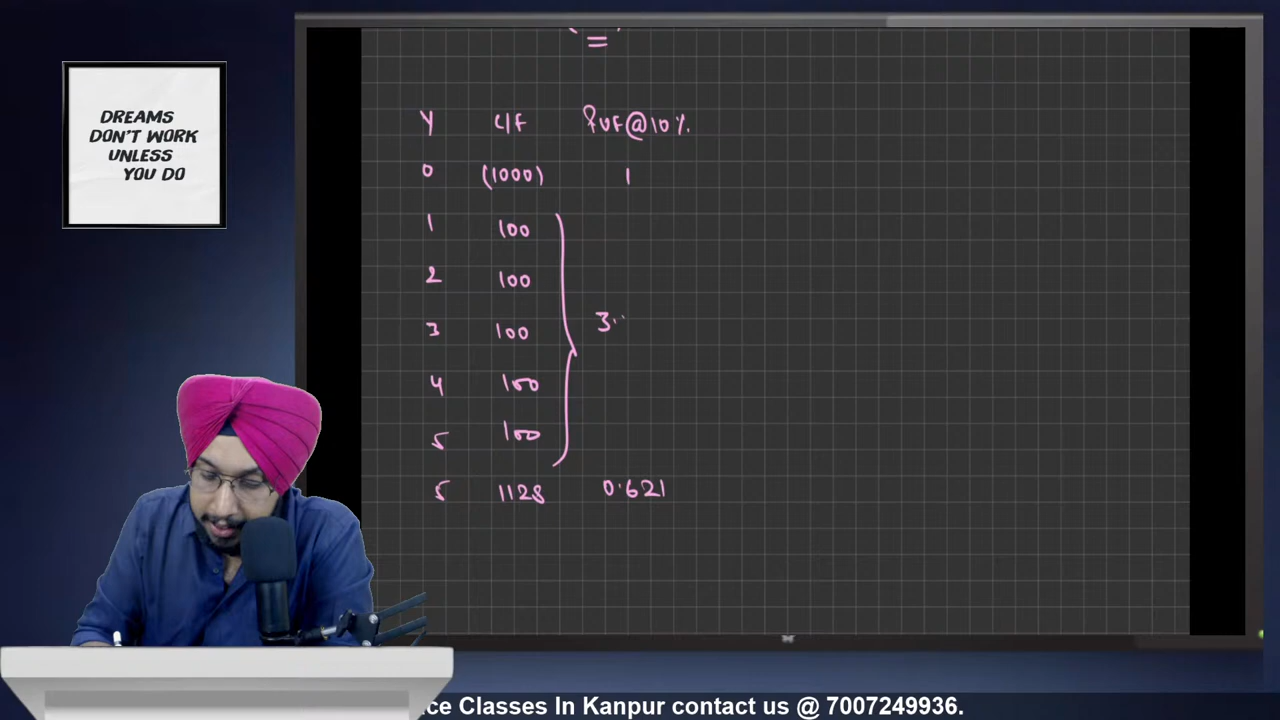 DREAMS
DON'T WORK
UNLESS
YOU DO
=
Y C/F PVF@10%.
0 (1000) 1
1 100
2 100
3 100
3..
4 100
5 100
5 1128 0.621
ce Classes In Kanpur contact us @ 7007249936.